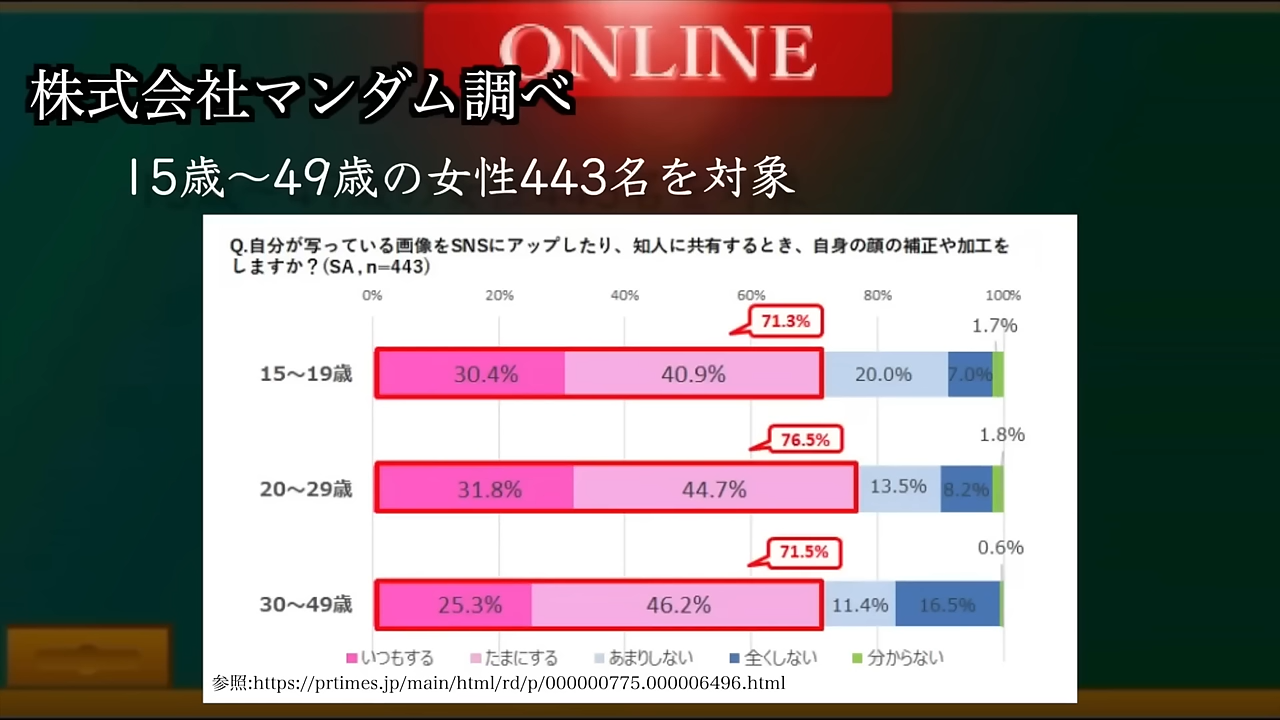 ONLINE
株式会社マンダム調べ
15歳～49歳の女性443名を対象
Q.自分が写っている画像をSNSにアップしたり、知人に共有するとき、自身の顔の補正や加工を
しますか？(SA , n=443)
0% 20% 40% 60% 80% 100%
71.3% 1.7%
15～19歳 30.4% 40.9% 20.0% 7.0%
76.5% 1.8%
20～29歳 31.8% 44.7% 13.5% 8.2%
71.5% 0.6%
30～49歳 25.3% 46.2% 11.4% 16.5%
いつもする たまにする あまりしない 全くしない 分からない
参照:https://prtimes.jp/main/html/rd/p/000000775.000006496.html